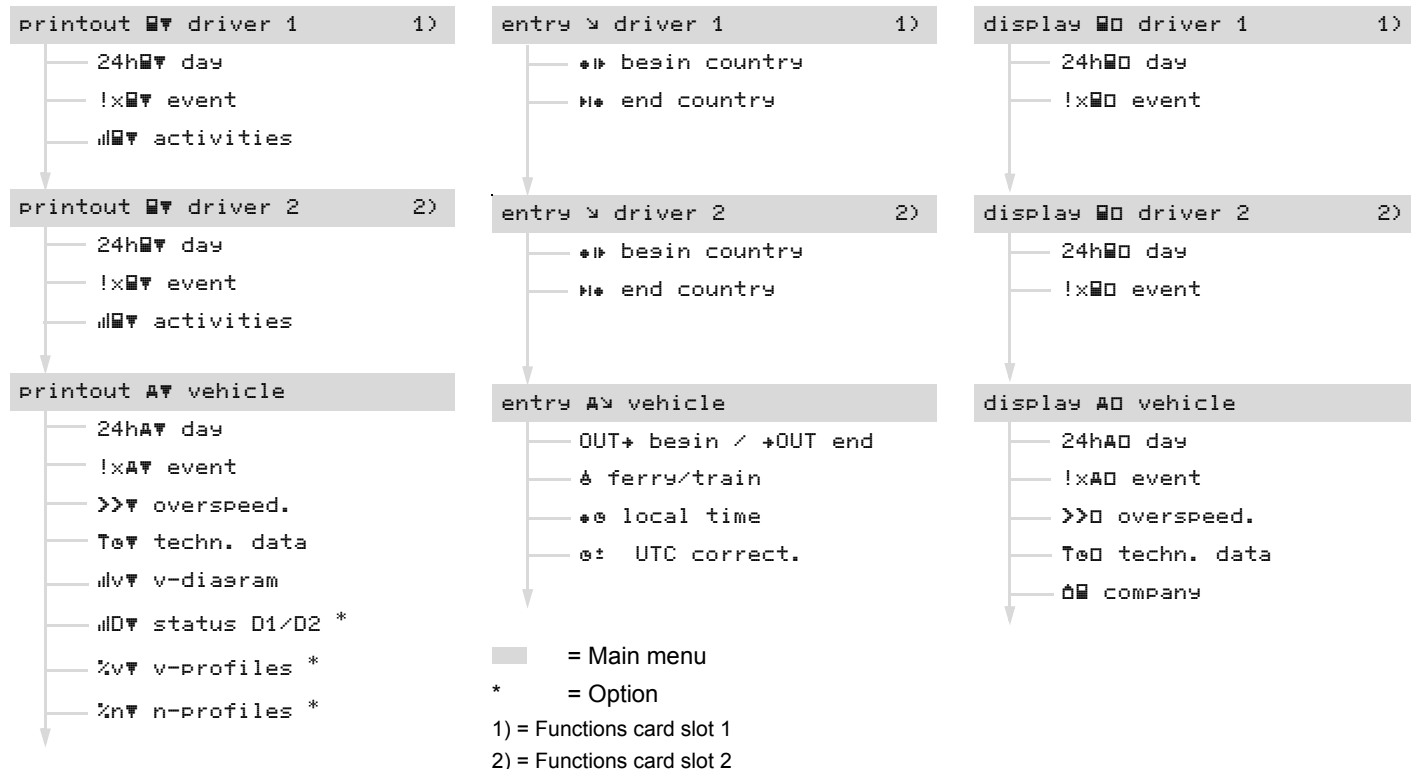 printout driver 1 1)
24h day
!x event
activities
printout driver 2 2)
24h day
!x event
activities
printout vehicle
24h day
!x event
>> overspeed.
techn. data
v v-diagram
D status D1/D2 *
%v v-profiles *
%n n-profiles *
entry driver 1 1)
begin country
end country
entry driver 2 2)
begin country
end country
entry vehicle
OUT begin / OUT end
ferry/train
local time
UTC correct.
= Main menu
* = Option
1) = Functions card slot 1
2) = Functions card slot 2
display driver 1 1)
24h day
!x event
display driver 2 2)
24h day
!x event
display vehicle
24h day
!x event
>> overspeed.
techn. data
company